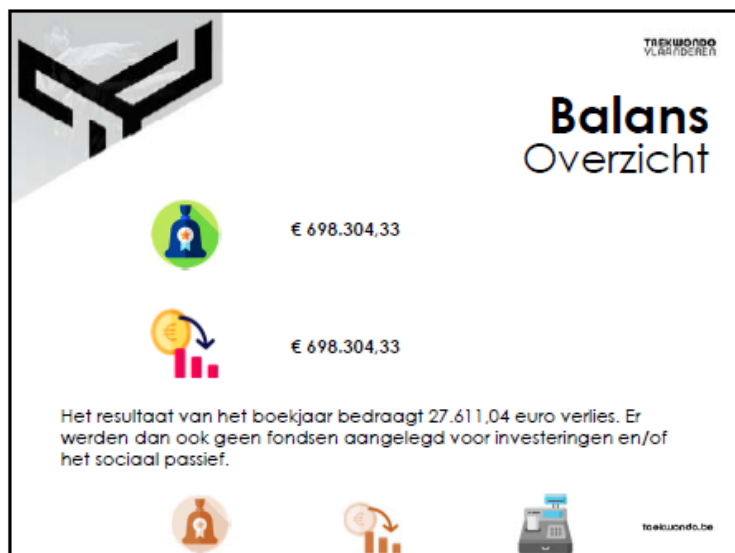 TAEKWONDO
VLAANDEREN
Balans
Overzicht
€ 698.304,33
€ 698.304,33
Het resultaat van het boekjaar bedraagt 27.611,04 euro verlies. Er
werden dan ook geen fondsen aangelegd voor investeringen en/of
het sociaal passief.
taekwondo.be